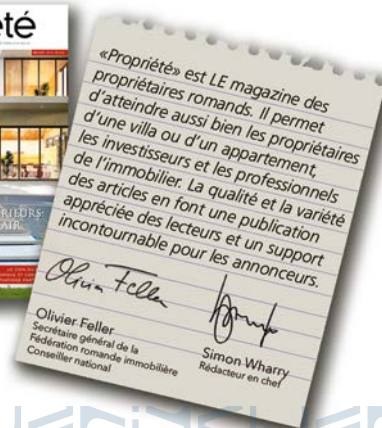 été
«Propriété» est LE magazine des
propriétaires romands. Il permet
d'atteindre aussi bien les propriétaires
d'une villa ou d'un appartement,
les investisseurs et les professionnels
de l'immobilier. La qualité et la variété
des articles en font une publication
appréciée des lecteurs et un support
incontournable pour les annonceurs.
Olivier Feller
Olivier Feller
Secrétaire général de la
Fédération romande immobilière
Conseiller national
Simon Wharry
Rédacteur en chef